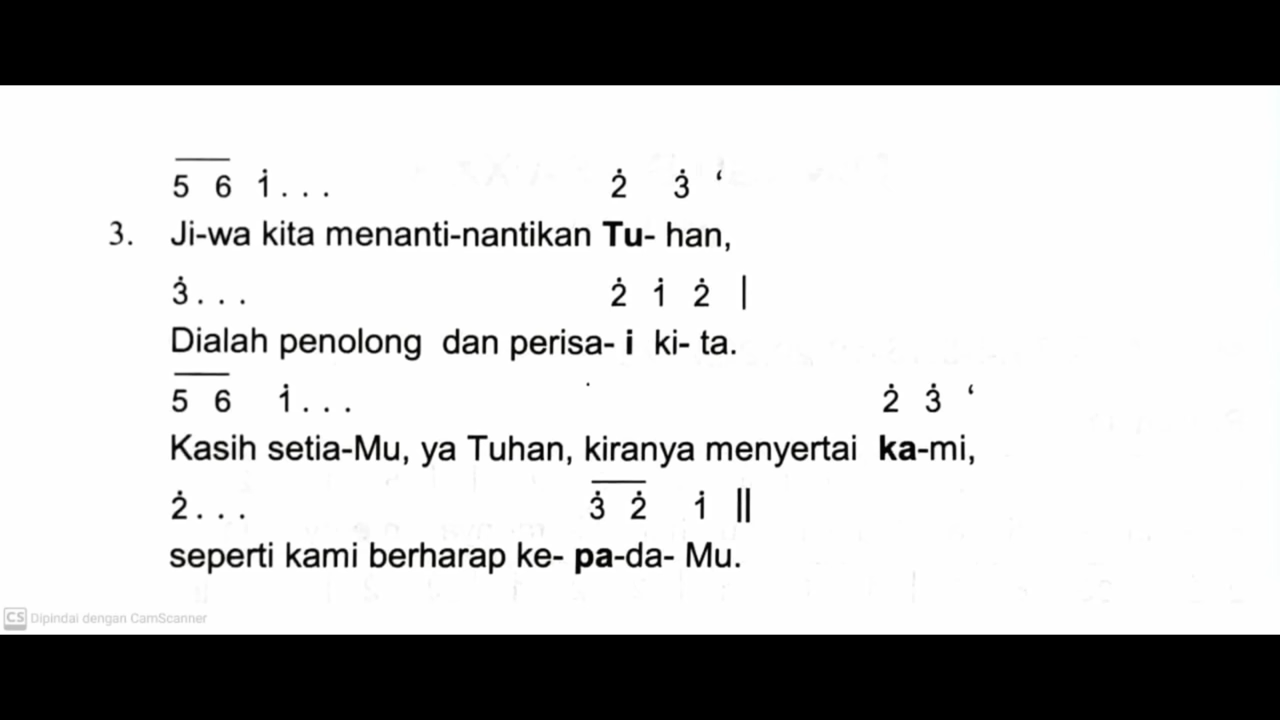 5 6 1̇ . . . 2̇ 3̇ ‘
3. Ji-wa kita menanti-nantikan Tu- han,
3̇ . . . 2̇ 1̇ 2̇ |
Dialah penolong dan perisa- i ki- ta.
5 6 1̇ . . . 2̇ 3̇ ‘
Kasih setia-Mu, ya Tuhan, kiranya menyertai ka-mi,
2̇ . . . 3̇ 2̇ 1̇ ||
seperti kami berharap ke- pa-da- Mu.
CS Dipindai dengan CamScanner